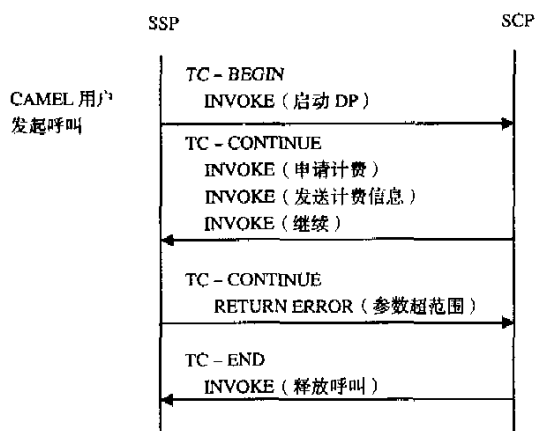 SSP
SCP
CAMEL 用户
发起呼叫
TC – BEGIN
INVOKE（启动 DP）
TC – CONTINUE
INVOKE（申请计费）
INVOKE（发送计费信息）
INVOKE（继续）
TC – CONTINUE
RETURN ERROR（参数超范围）
TC – END
INVOKE（释放呼叫）